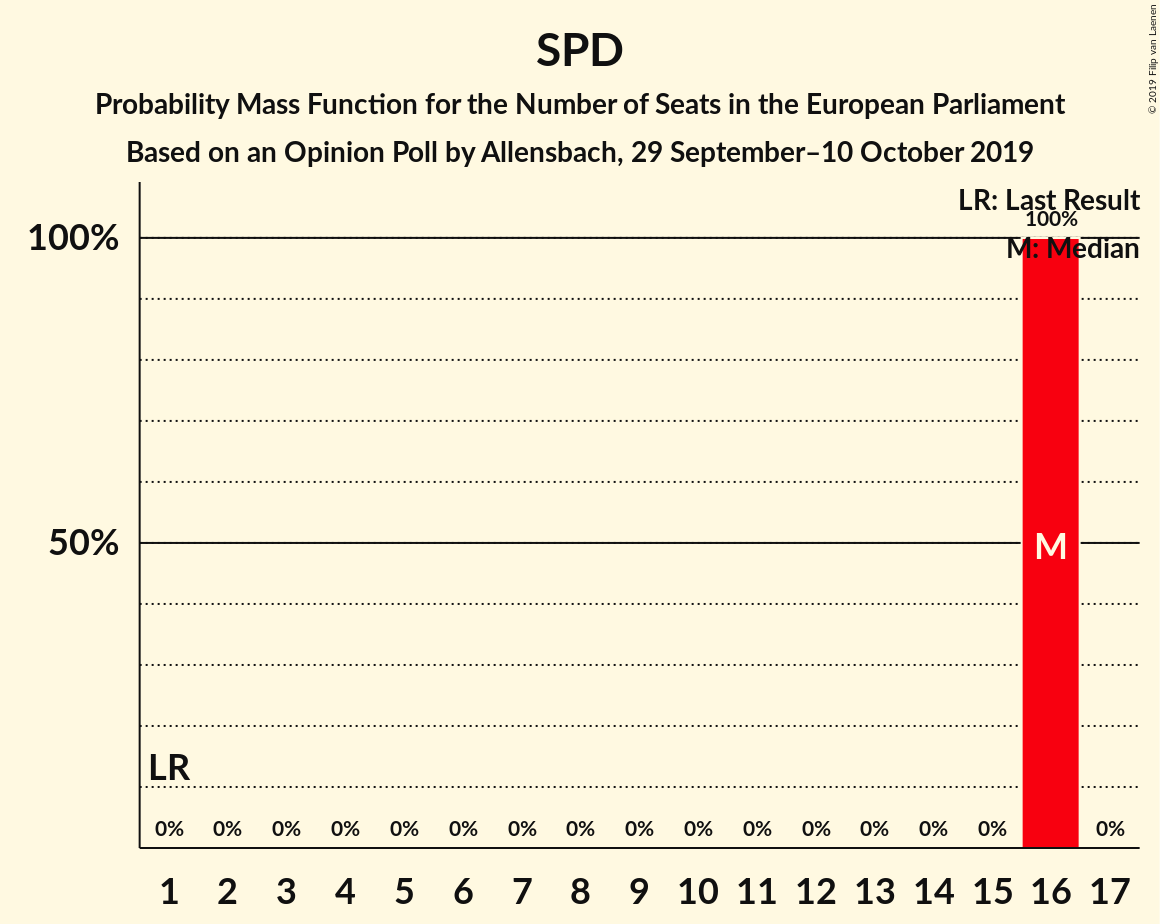 SPD
Probability Mass Function for the Number of Seats in the European Parliament
Based on an Opinion Poll by Allensbach, 29 September–10 October 2019
© 2019 Filip van Laenen
LR: Last Result
100%
100%
M: Median
50%
M
LR
0% 0% 0% 0% 0% 0% 0% 0% 0% 0% 0% 0% 0% 0% 0% 0%
1 2 3 4 5 6 7 8 9 10 11 12 13 14 15 16 17